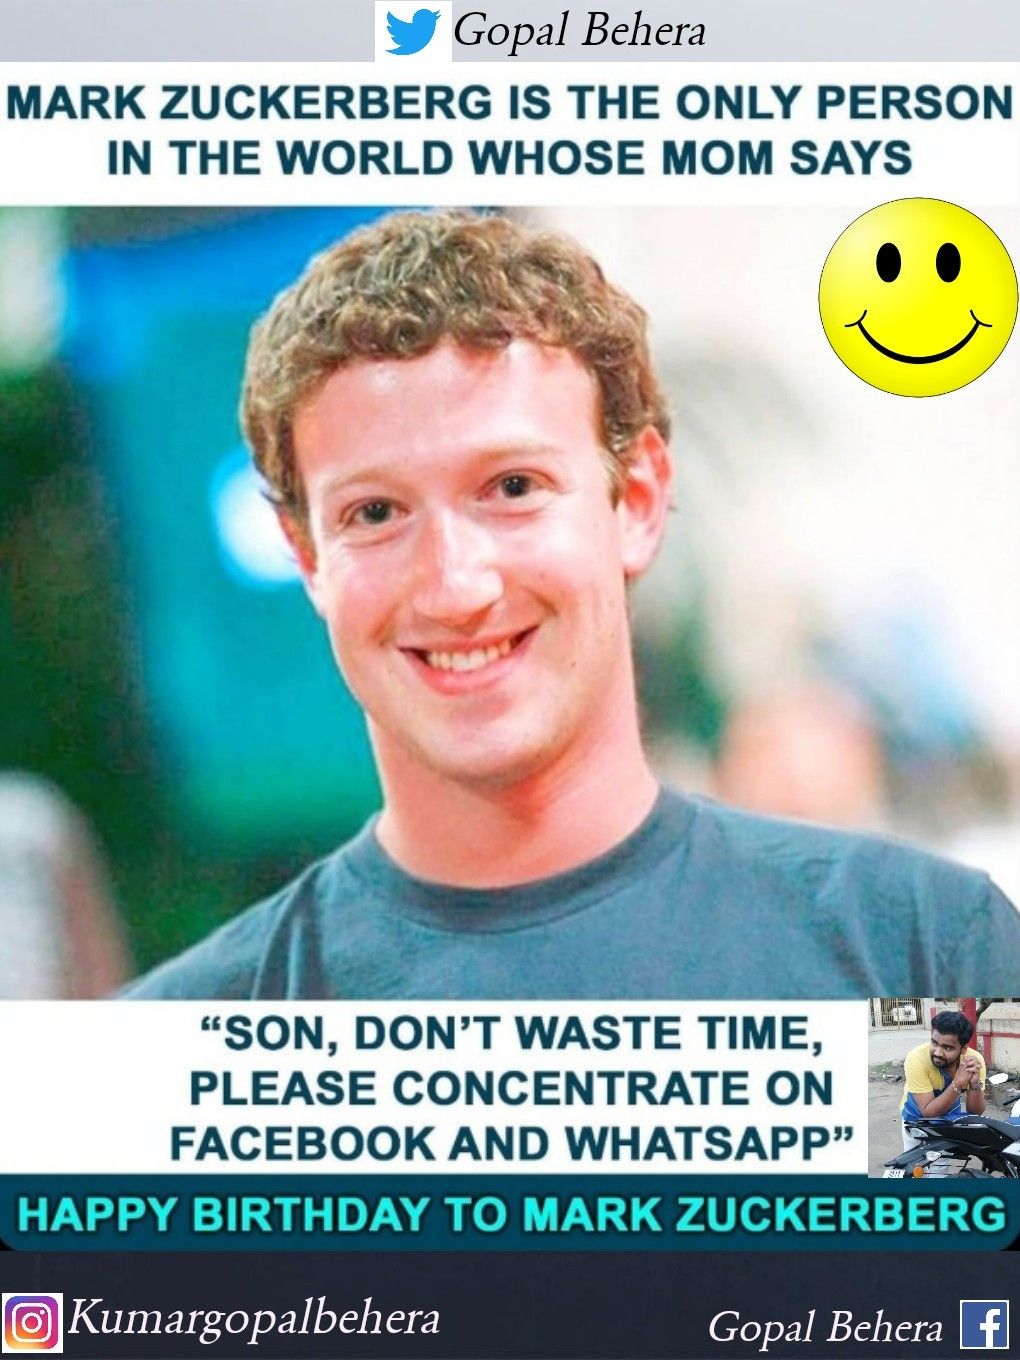 Gopal Behera
MARK ZUCKERBERG IS THE ONLY PERSON
IN THE WORLD WHOSE MOM SAYS
“SON, DON’T WASTE TIME,
PLEASE CONCENTRATE ON
FACEBOOK AND WHATSAPP”
HAPPY BIRTHDAY TO MARK ZUCKERBERG
Kumargopalbehera
Gopal Behera